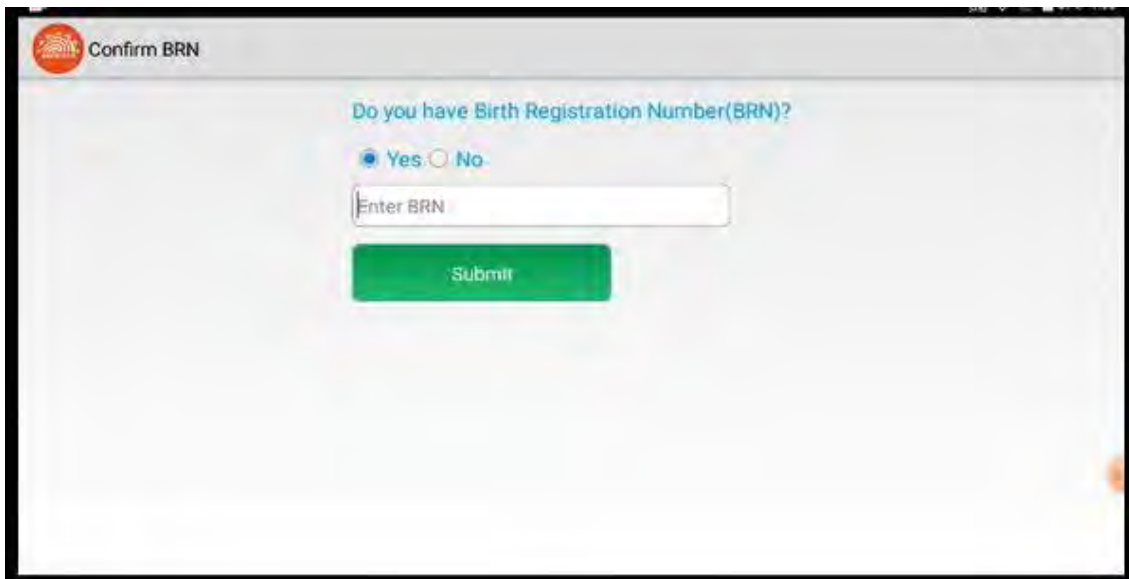 Confirm BRN
Do you have Birth Registration Number(BRN)?
Yes No
Enter BRN
Submit